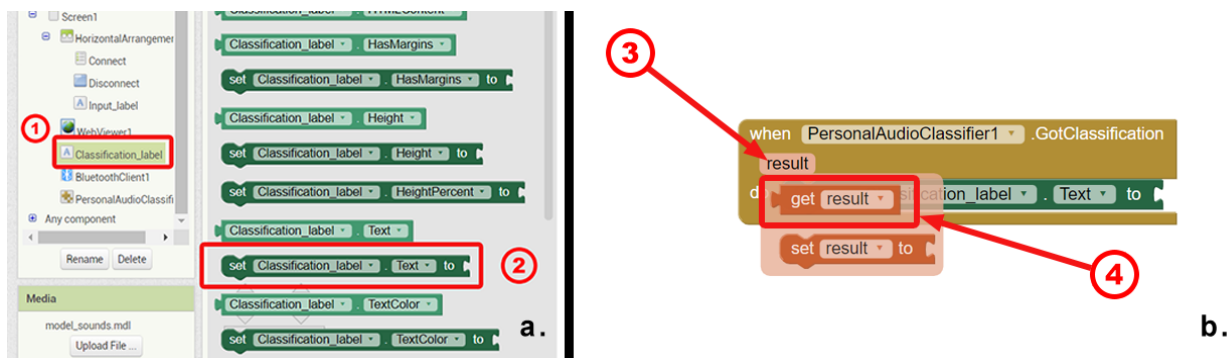 Screen1
HorizontalArrangemer
Connect
Disconnect
Input_label
WebViewer1
Classification_label
BluetoothClient1
PersonalAudioClassifi
Any component
Rename Delete
Media
model_sounds.mdl
Upload File ...
1
Classification_label . HTMLContent
Classification_label . HasMargins
set Classification_label . HasMargins to
Classification_label . Height
set Classification_label . Height to
set Classification_label . HeightPercent to
Classification_label . Text
set Classification_label . Text to
2
Classification_label . TextColor
set Classification_label . TextColor to
a.
3
when PersonalAudioClassifier1 .GotClassification
result
get result
sification_label . Text to
set result to
4
b.